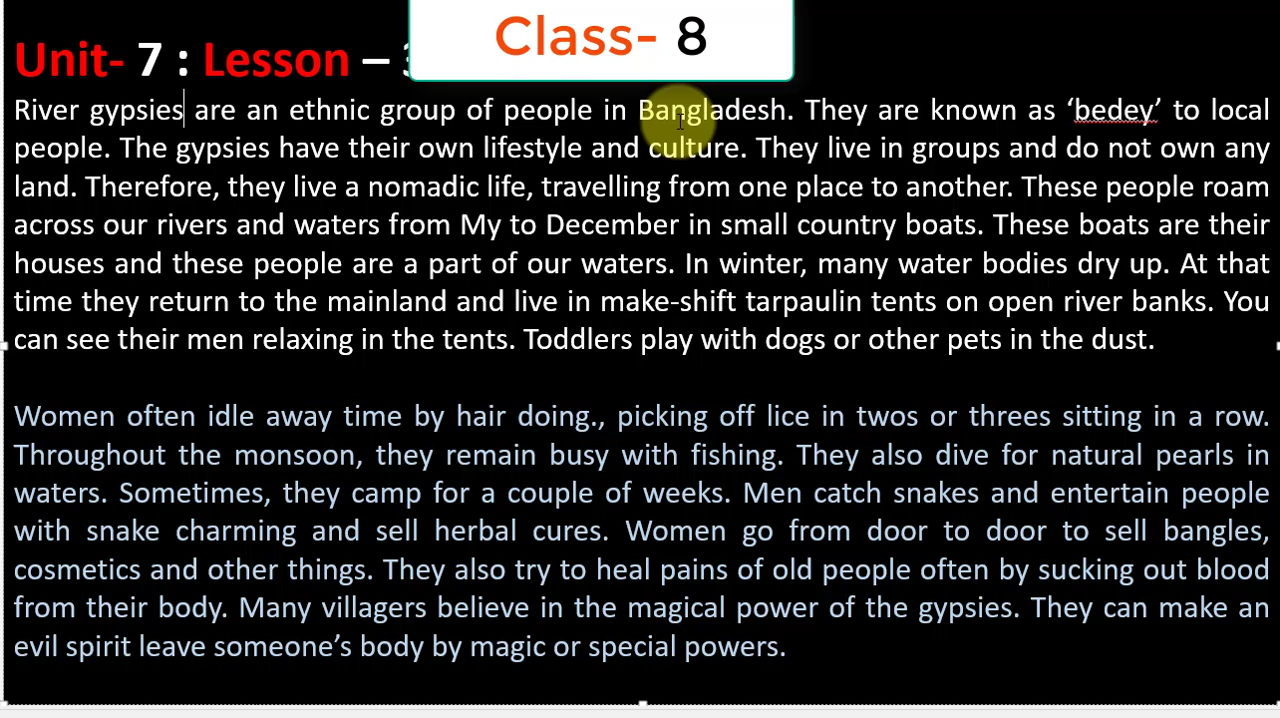 Class- 8
Unit- 7 : Lesson –
River gypsies are an ethnic group of people in Bangladesh. They are known as ‘bedey’ to local
people. The gypsies have their own lifestyle and culture. They live in groups and do not own any
land. Therefore, they live a nomadic life, travelling from one place to another. These people roam
across our rivers and waters from My to December in small country boats. These boats are their
houses and these people are a part of our waters. In winter, many water bodies dry up. At that
time they return to the mainland and live in make-shift tarpaulin tents on open river banks. You
can see their men relaxing in the tents. Toddlers play with dogs or other pets in the dust.
Women often idle away time by hair doing., picking off lice in twos or threes sitting in a row.
Throughout the monsoon, they remain busy with fishing. They also dive for natural pearls in
waters. Sometimes, they camp for a couple of weeks. Men catch snakes and entertain people
with snake charming and sell herbal cures. Women go from door to door to sell bangles,
cosmetics and other things. They also try to heal pains of old people often by sucking out blood
from their body. Many villagers believe in the magical power of the gypsies. They can make an
evil spirit leave someone’s body by magic or special powers.